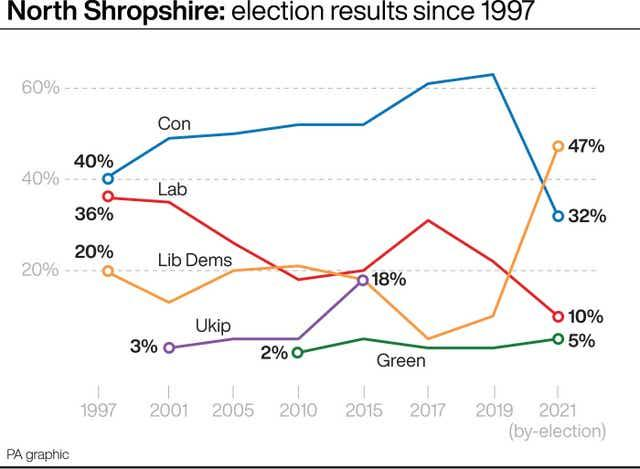 North Shropshire: election results since 1997
60%
Con
47%
40%
40%
Lab
36%
32%
20%
Lib Dems
20%
18%
Ukip
10%
3%
2%
5%
Green
1997 2001 2005 2010 2015 2017 2019 2021
(by-election)
PA graphic